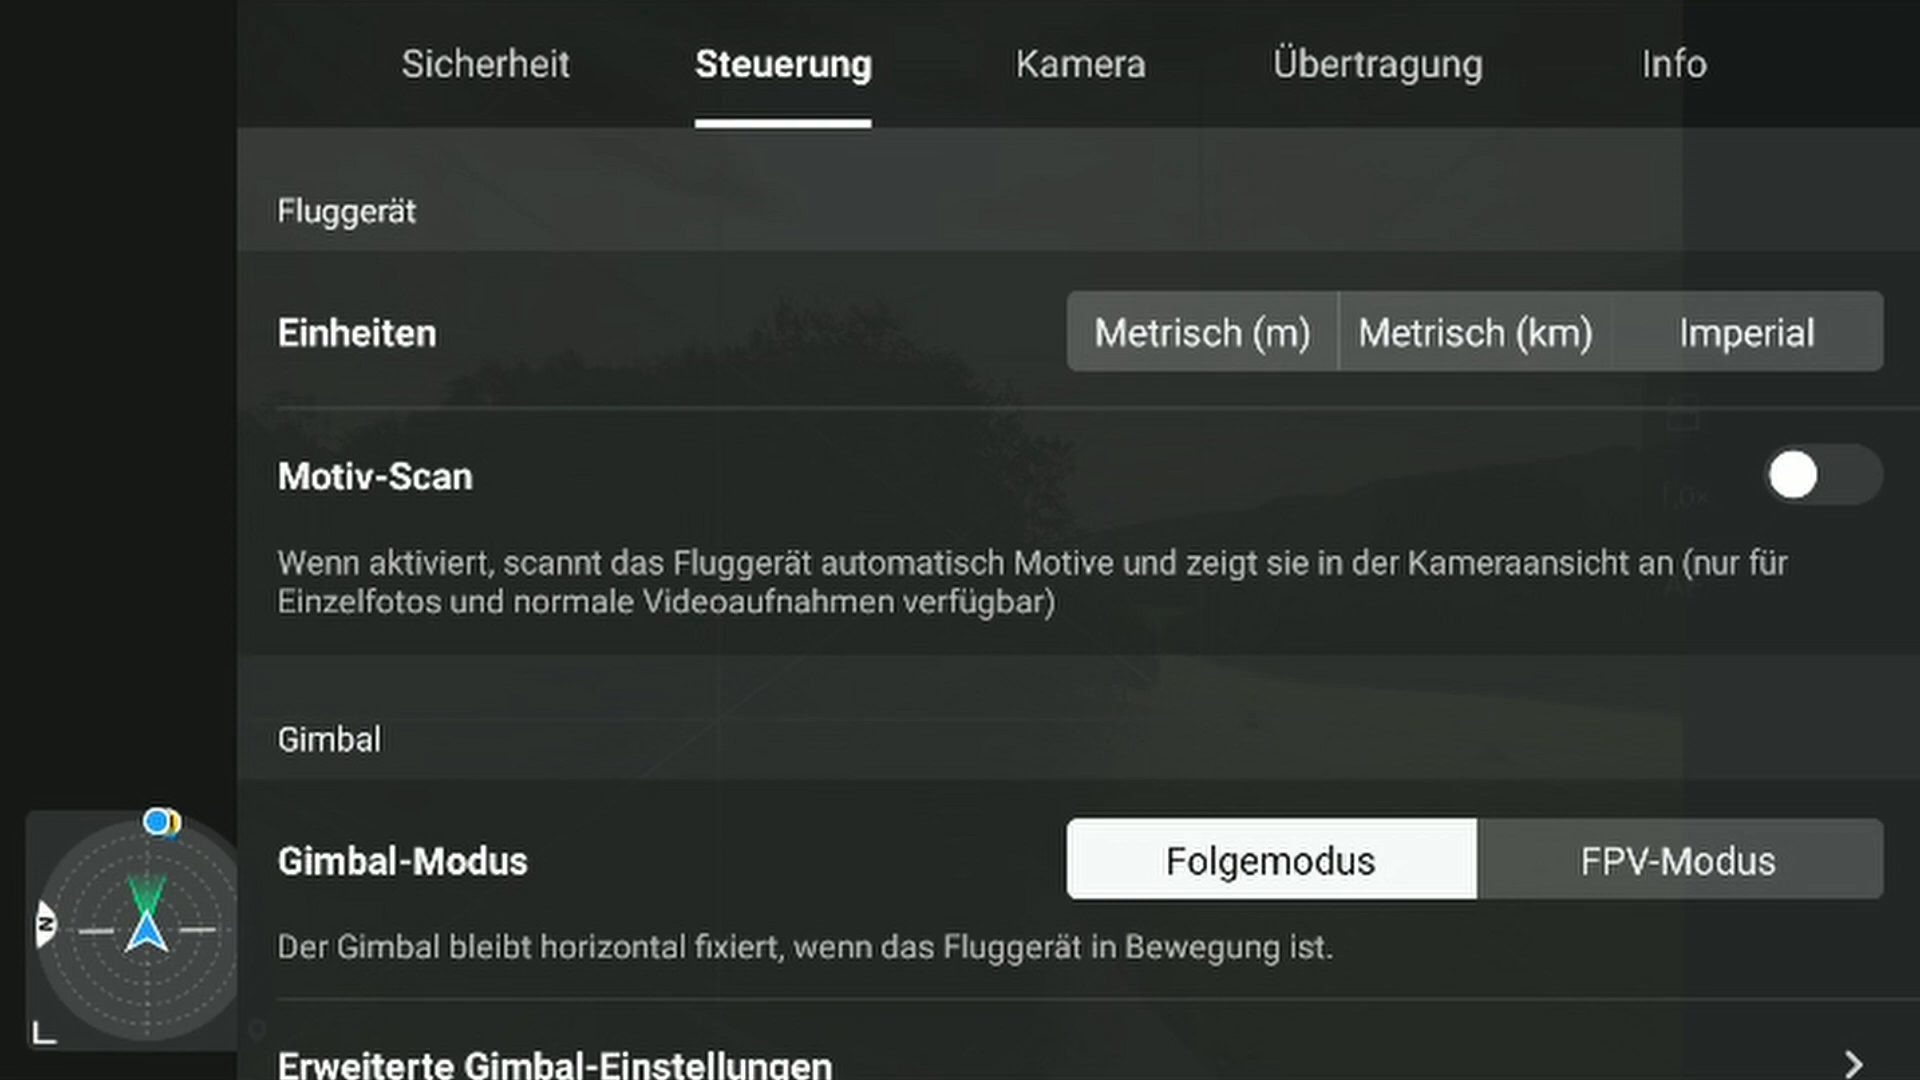 Sicherheit Steuerung Kamera Übertragung Info
Fluggerät
Einheiten Metrisch (m) Metrisch (km) Imperial
Motiv-Scan
Wenn aktiviert, scannt das Fluggerät automatisch Motive und zeigt sie in der Kameraansicht an (nur für
Einzelfotos und normale Videoaufnahmen verfügbar)
Gimbal
Gimbal-Modus Folgemodus FPV-Modus
N
Der Gimbal bleibt horizontal fixiert, wenn das Fluggerät in Bewegung ist.
Erweiterte Gimbal-Einstellungen